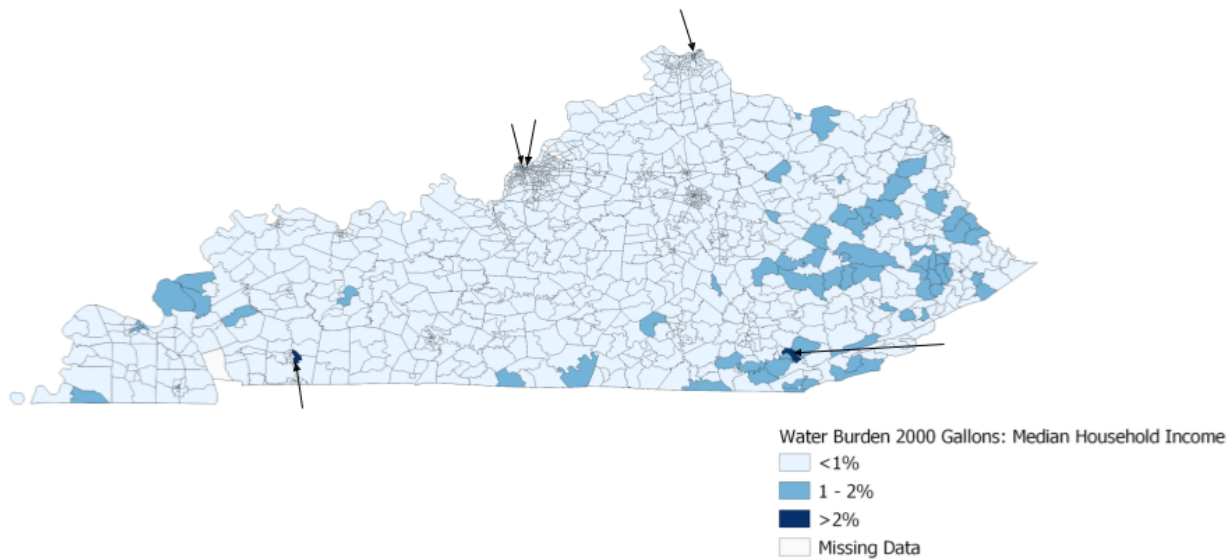 Water Burden 2000 Gallons: Median Household Income
<1%
1 - 2%
>2%
Missing Data